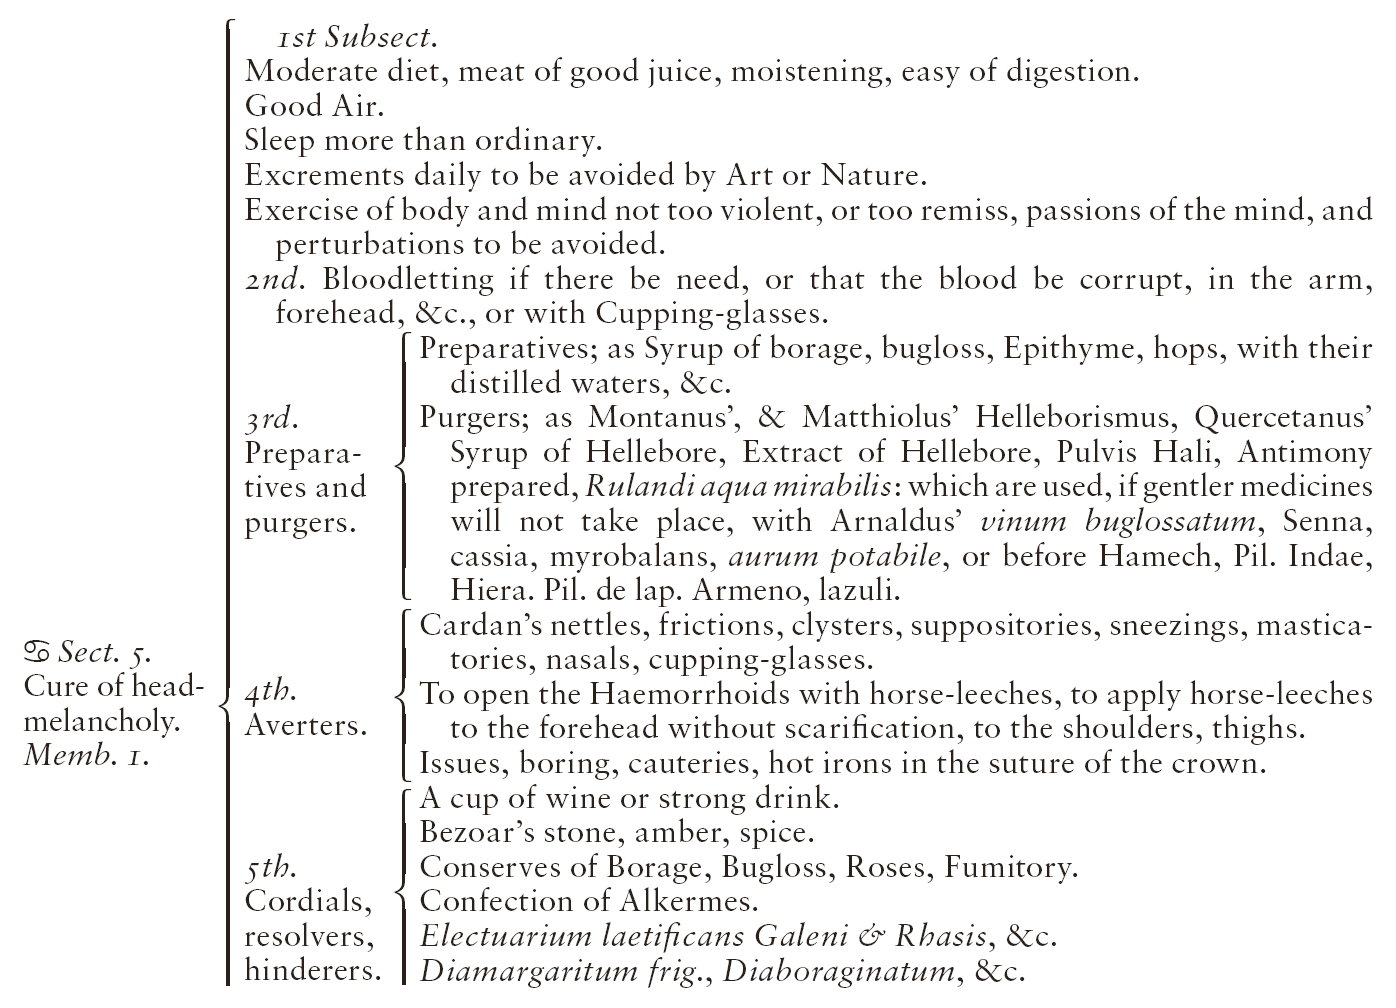 1st Subsect.
Moderate diet, meat of good juice, moistening, easy of digestion.
Good Air.
Sleep more than ordinary.
Excrements daily to be avoided by Art or Nature.
Exercise of body and mind not too violent, or too remiss, passions of the mind, and
perturbations to be avoided.
2nd. Bloodletting if there be need, or that the blood be corrupt, in the arm,
forehead, &c., or with Cupping-glasses.
3rd.
Prepara-
tives and
purgers.
Preparatives; as Syrup of borage, bugloss, Epithyme, hops, with their
distilled waters, &c.
Purgers; as Montanus’, & Matthiolus’ Helleborismus, Quercetanus’
Syrup of Hellebore, Extract of Hellebore, Pulvis Hali, Antimony
prepared, Rulandi aqua mirabilis: which are used, if gentler medicines
will not take place, with Arnaldus’ vinum buglossatum, Senna,
cassia, myrobalans, aurum potabile, or before Hamech, Pil. Indae,
Hiera. Pil. de lap. Armeno, lazuli.
♋ Sect. 5.
Cure of head-
melancholy.
Memb. 1.
4th.
Averters.
Cardan’s nettles, frictions, clysters, suppositories, sneezings, mastica-
tories, nasals, cupping-glasses.
To open the Haemorrhoids with horse-leeches, to apply horse-leeches
to the forehead without scarification, to the shoulders, thighs.
Issues, boring, cauteries, hot irons in the suture of the crown.
5th.
Cordials,
resolvers,
hinderers.
A cup of wine or strong drink.
Bezoar’s stone, amber, spice.
Conserves of Borage, Bugloss, Roses, Fumitory.
Confection of Alkermes.
Electuarium laetificans Galeni & Rhasis, &c.
Diamargaritum frig., Diaboraginatum, &c.